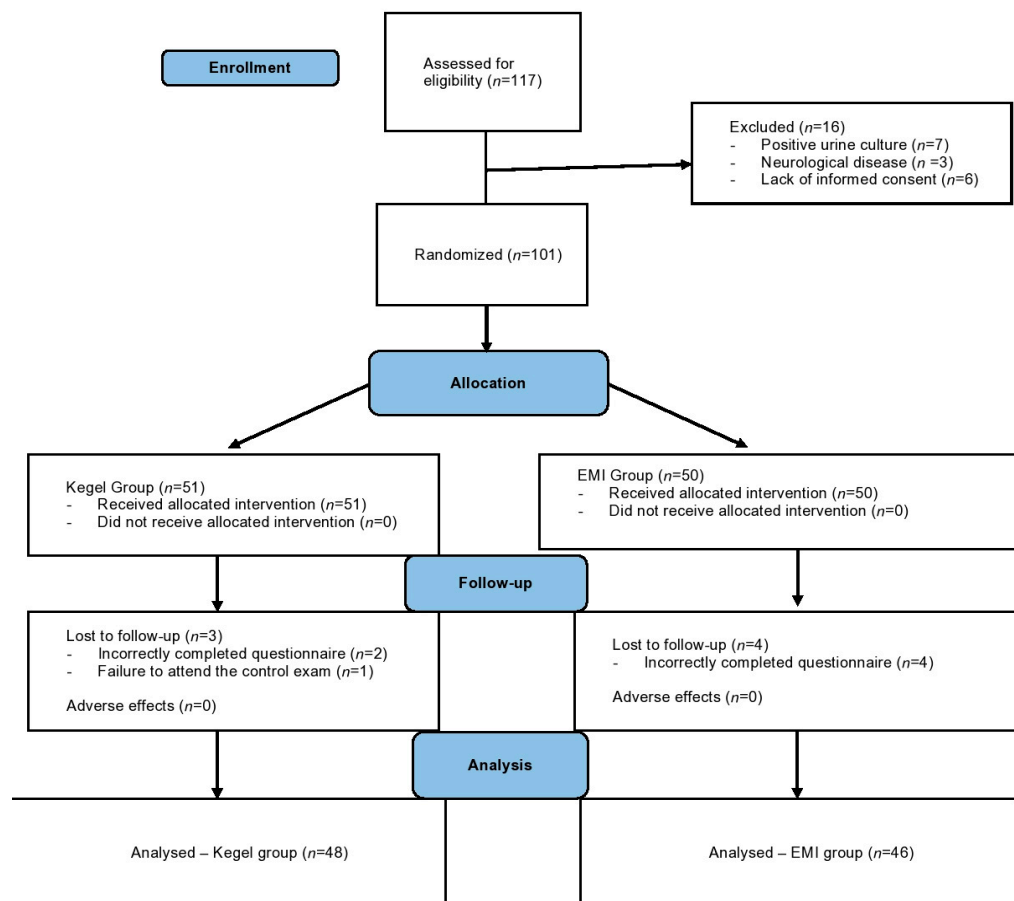 Enrollment
Assessed for
eligibility (n=117)
Excluded (n=16)
- Positive urine culture (n=7)
- Neurological disease (n =3)
- Lack of informed consent (n=6)
Randomized (n=101)
Allocation
Kegel Group (n=51)
- Received allocated intervention (n=51)
- Did not receive allocated intervention (n=0)
EMI Group (n=50)
- Received allocated intervention (n=50)
- Did not receive allocated intervention (n=0)
Follow-up
Lost to follow-up (n=3)
- Incorrectly completed questionnaire (n=2)
- Failure to attend the control exam (n=1)
Adverse effects (n=0)
Lost to follow-up (n=4)
- Incorrectly completed questionnaire (n=4)
Adverse effects (n=0)
Analysis
Analysed – Kegel group (n=48)
Analysed – EMI group (n=46)